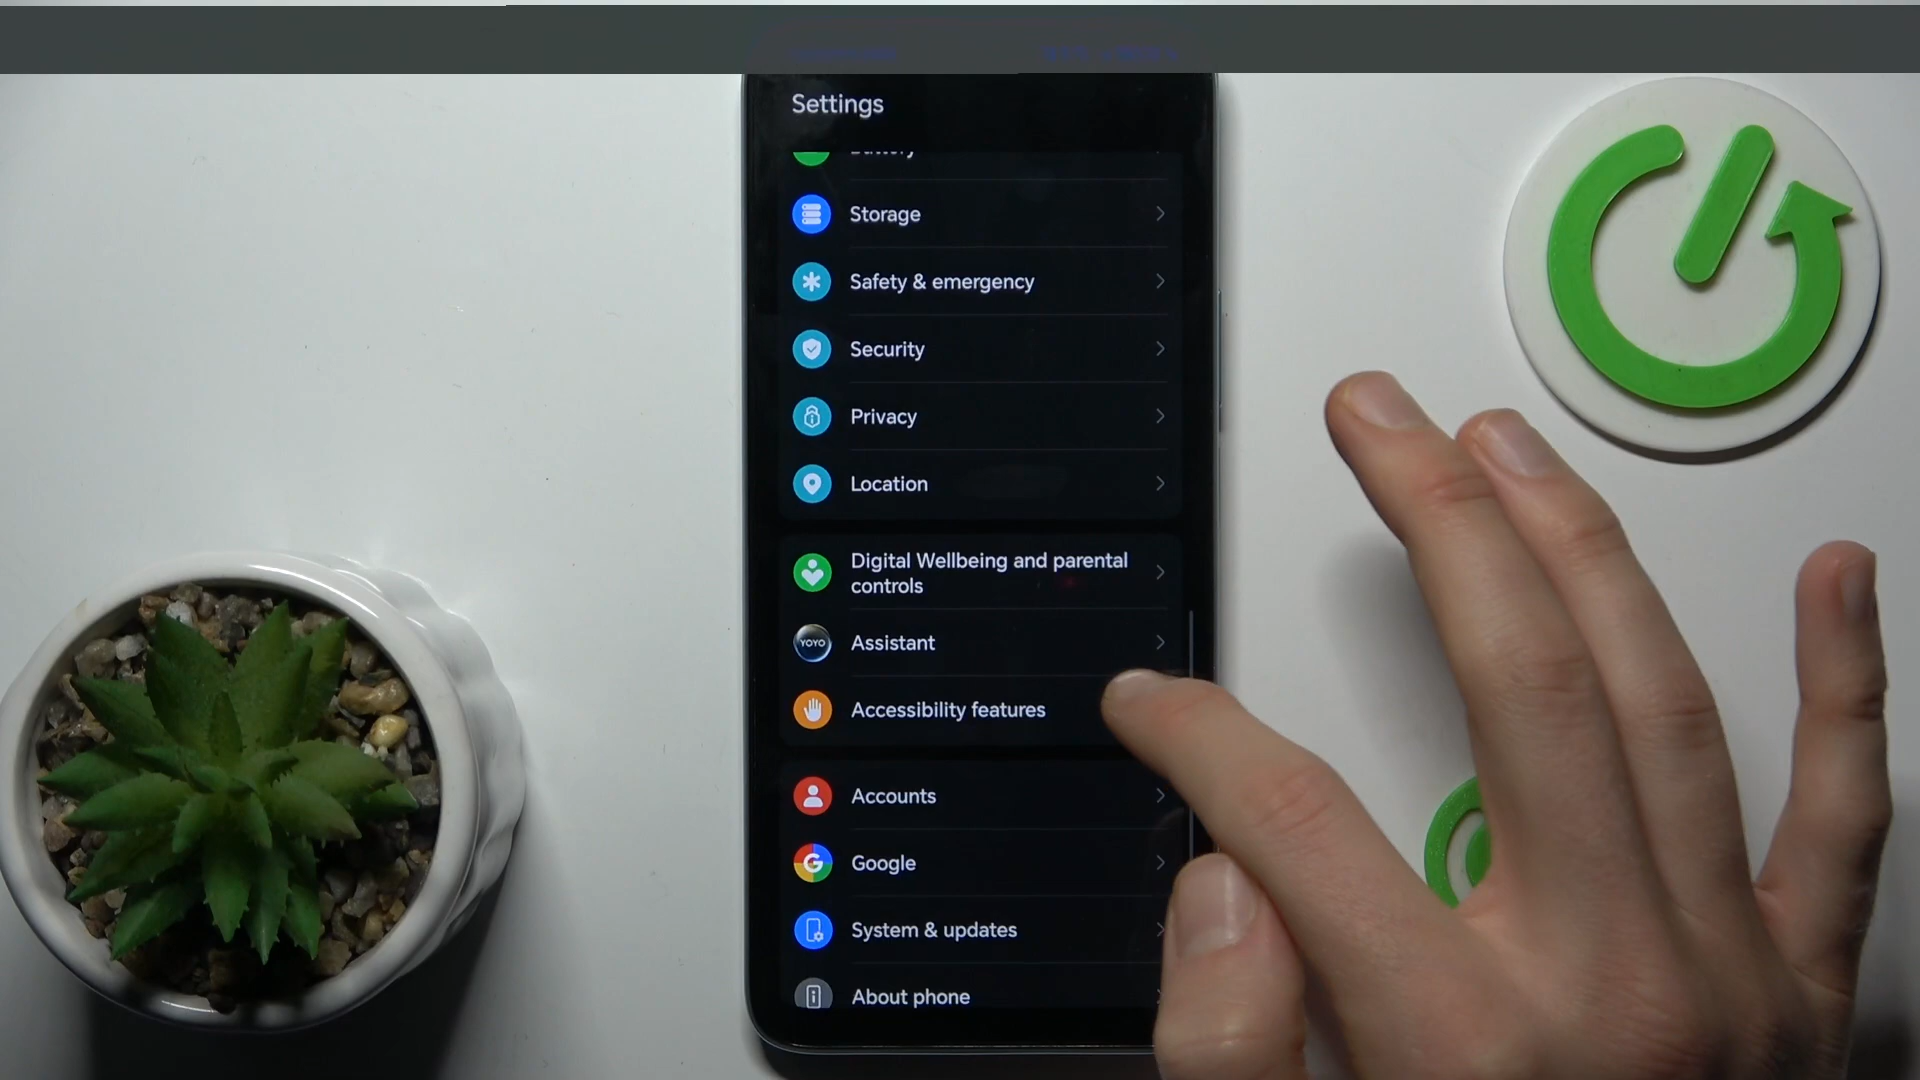 Settings
Storage
Safety & emergency
Security
Privacy
Location
Digital Wellbeing and parental
controls
YOYO
Assistant
Accessibility features
Accounts
G
Google
System & updates
About phone